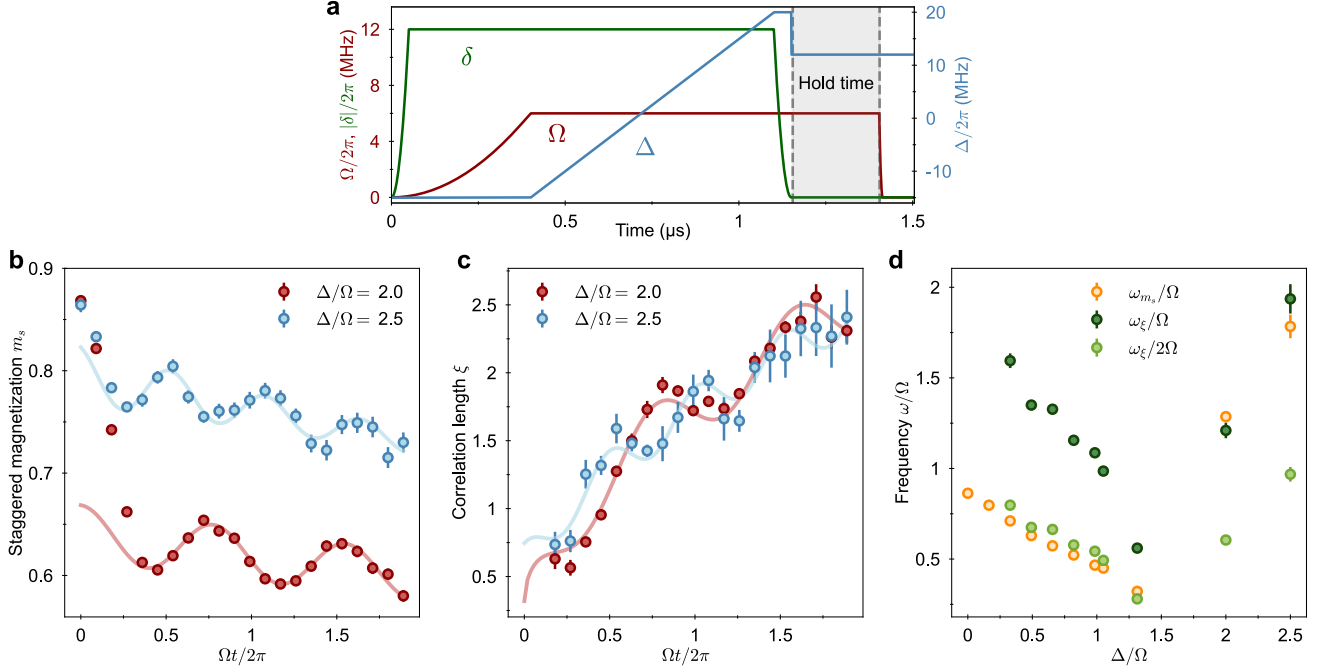 a
Ω/2π, |δ|/2π (MHz)
12
8
4
0
δ
Ω
Δ
Hold time
20
10
0
-10
Δ/2π (MHz)
0
0.5
1
1.5
Time (µs)
b
Staggered magnetization m_s
0.9
0.8
0.7
0.6
Δ/Ω = 2.0
Δ/Ω = 2.5
0
0.5
1
1.5
Ωt/2π
c
Correlation length ξ
2.5
2
1.5
1
0.5
Δ/Ω = 2.0
Δ/Ω = 2.5
0
0.5
1
1.5
Ωt/2π
d
Frequency ω/Ω
2
1.5
1
0.5
0
ω_{m_s}/Ω
ω_ξ/Ω
ω_ξ/2Ω
0
0.5
1
1.5
2
2.5
Δ/Ω